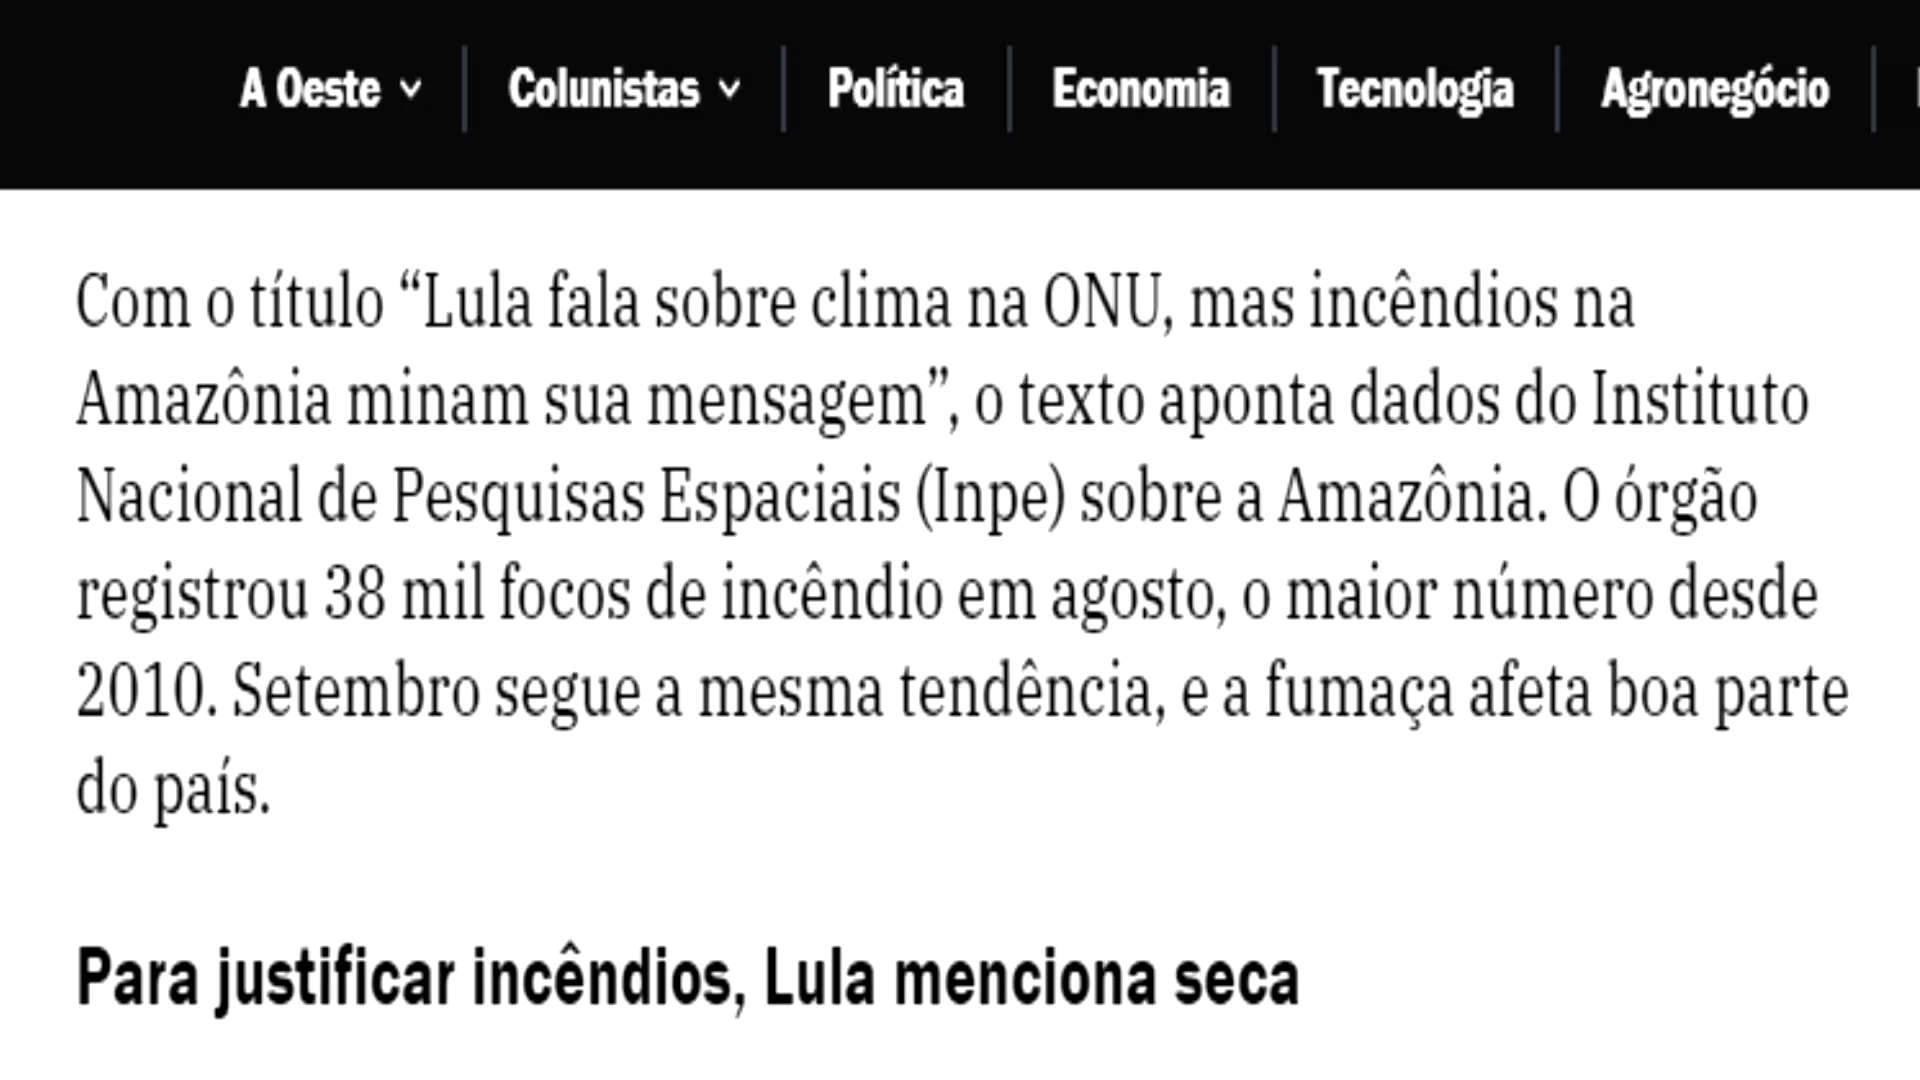 A Oeste Colunistas Política Economia Tecnologia Agronegócio
Com o título “Lula fala sobre clima na ONU, mas incêndios na
Amazônia minam sua mensagem”, o texto aponta dados do Instituto
Nacional de Pesquisas Espaciais (Inpe) sobre a Amazônia. O órgão
registrou 38 mil focos de incêndio em agosto, o maior número desde
2010. Setembro segue a mesma tendência, e a fumaça afeta boa parte
do país.
Para justificar incêndios, Lula menciona seca